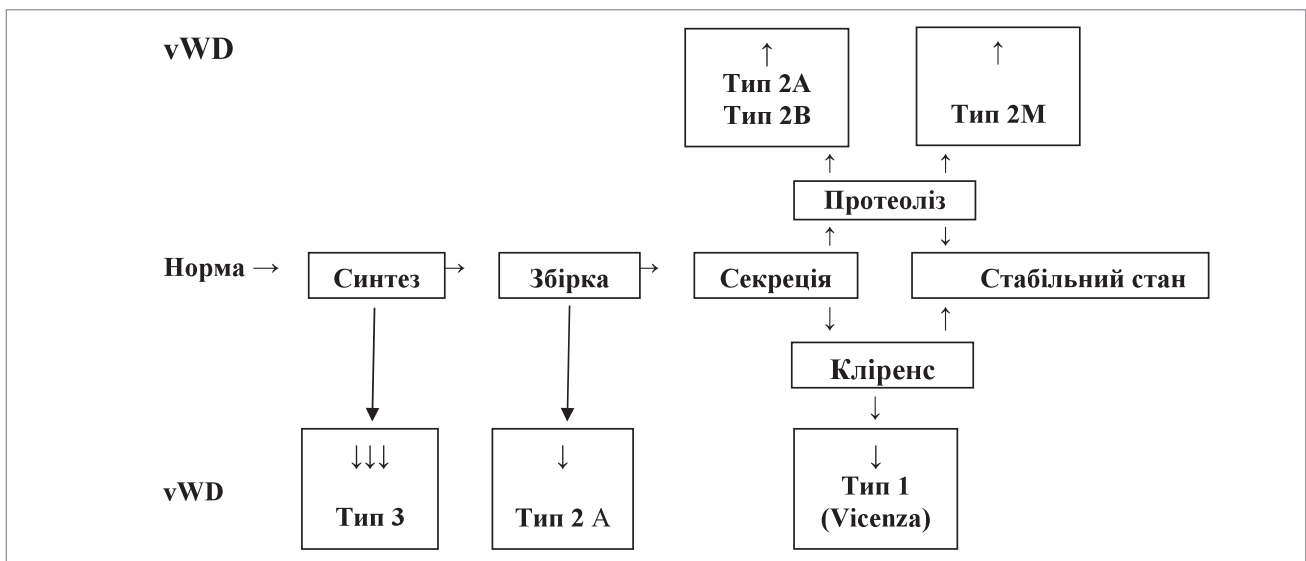 vWD
↑
Тип 2А
Тип 2В
↑
Тип 2М
↑ ↑
Протеоліз
↑ ↓
Норма → Синтез → Збірка → Секреція Стабільний стан
↓ ↑
Кліренс
↓
vWD
↓↓↓
Тип 3
↓
Тип 2 А
↓
Тип 1
(Vicenza)